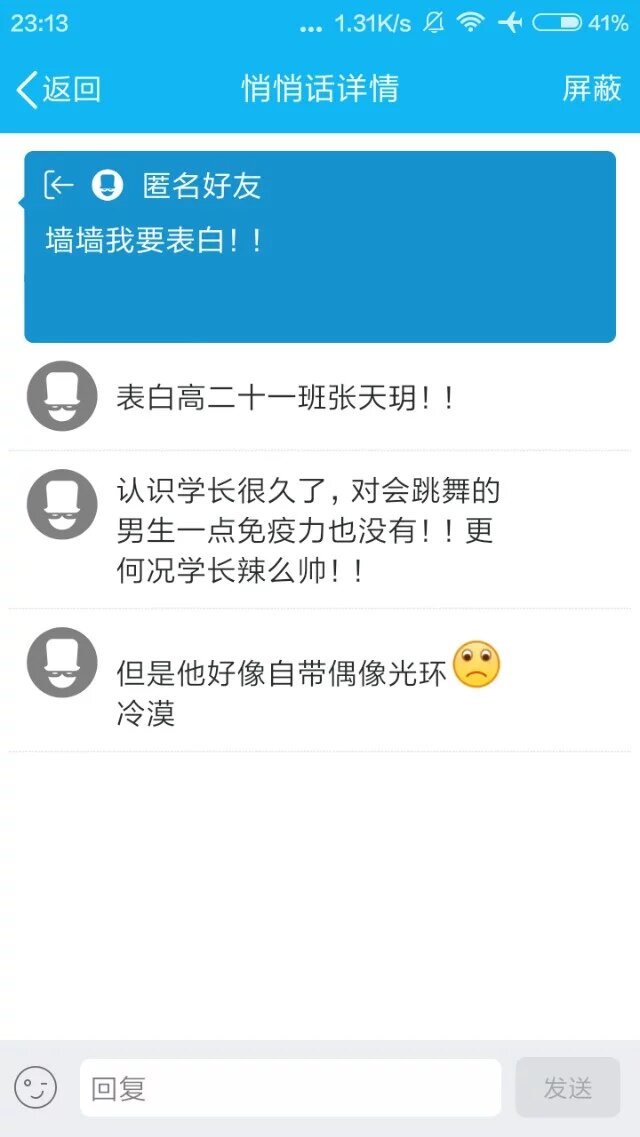 23:13
... 1.31K/s 41%
返回 悄悄话详情 屏蔽
匿名好友
墙墙我要表白！！
表白高二十一班张天玥！！
认识学长很久了，对会跳舞的
男生一点免疫力也没有！！更
何况学长辣么帅！！
但是他好像自带偶像光环
冷漠
回复 发送